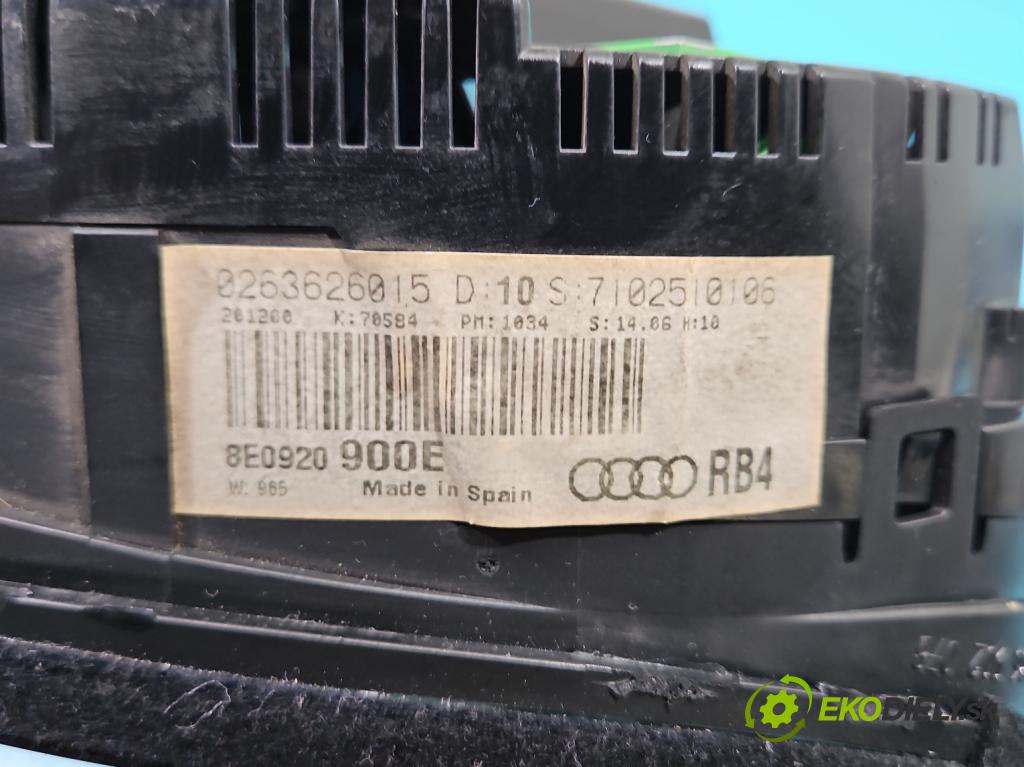 0263626015 D:10 S:7102510106
201200 K:70584 PM:1034 S:14.06 H:10
8E0920 900E RB4
W: 965 Made in Spain
EKODIELY.SK